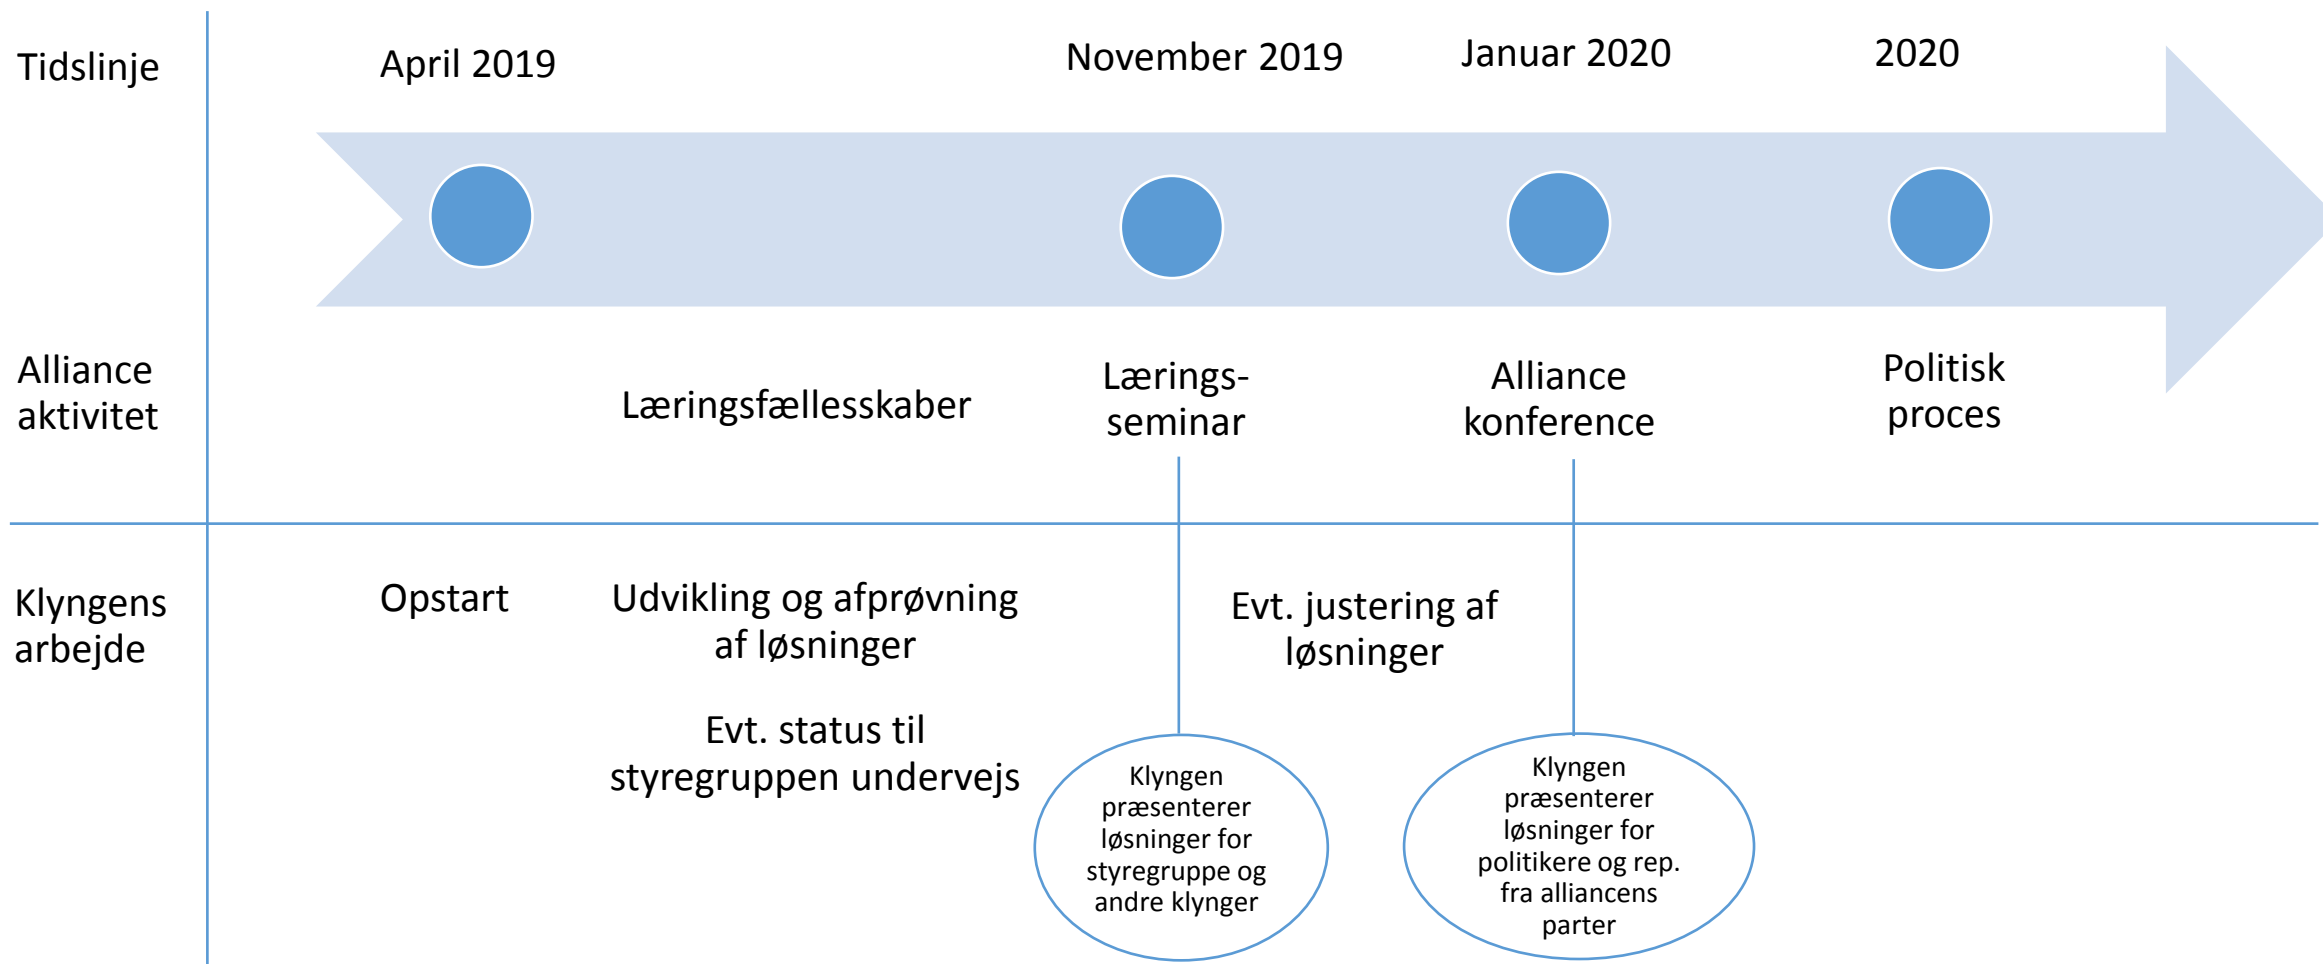 Tidslinje
April 2019
November 2019
Januar 2020
2020
Alliance
aktivitet
Læringsfællesskaber
Lærings-
seminar
Alliance
konference
Politisk
proces
Klyngens
arbejde
Opstart
Udvikling og afprøvning
af løsninger
Evt. status til
styregruppen undervejs
Evt. justering af
løsninger
Klyngen
præsenterer
løsninger for
styregruppe og
andre klynger
Klyngen
præsenterer
løsninger for
politikere og rep.
fra alliancens
parter